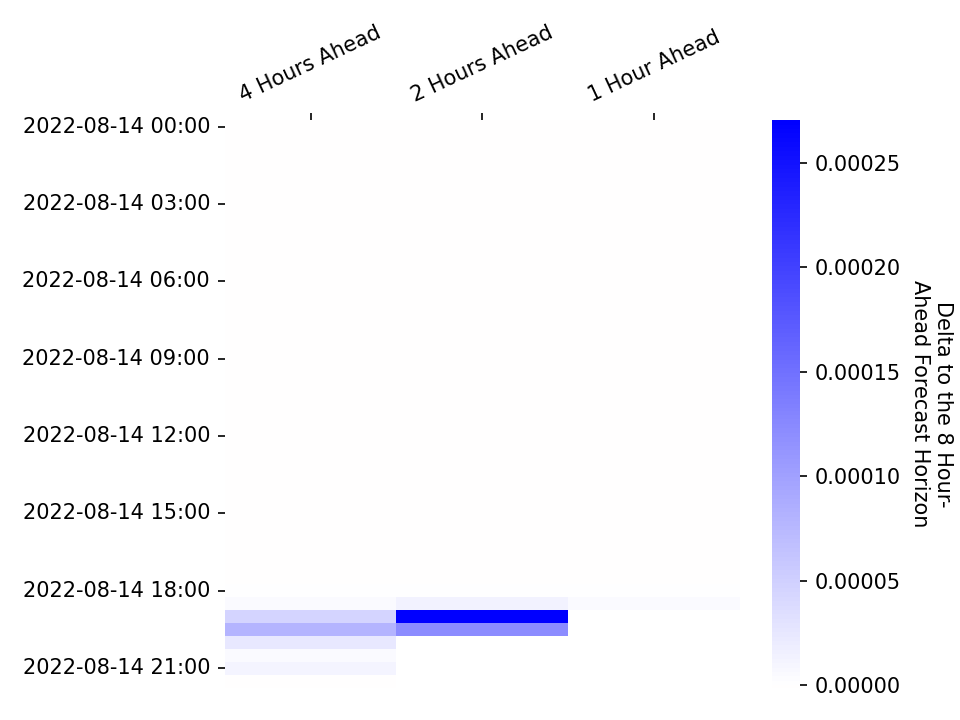 4 Hours Ahead
2 Hours Ahead
1 Hour Ahead
2022-08-14 00:00
2022-08-14 03:00
2022-08-14 06:00
2022-08-14 09:00
2022-08-14 12:00
2022-08-14 15:00
2022-08-14 18:00
2022-08-14 21:00
0.00025
0.00020
0.00015
0.00010
0.00005
0.00000
Delta to the 8 Hour-
Ahead Forecast Horizon